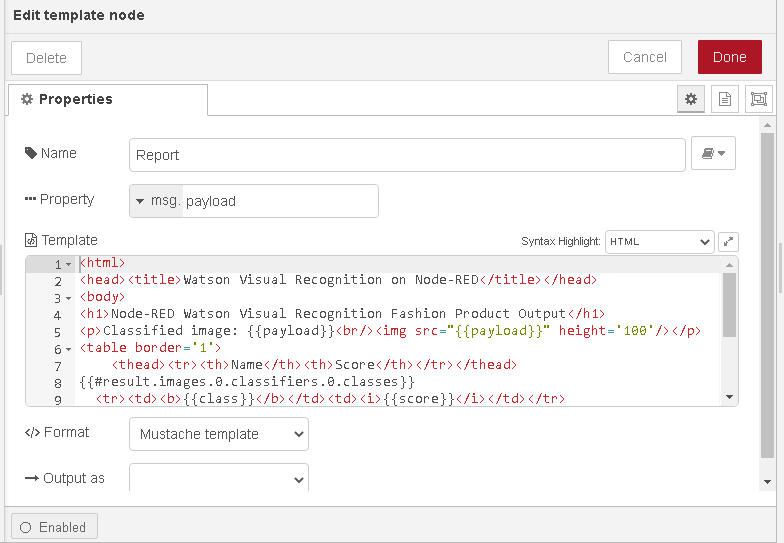 Edit template node
Delete
Cancel
Done
Properties
Name
Report
Property
msg. payload
Template
Syntax Highlight: HTML
1 <html>
2 <head><title>Watson Visual Recognition on Node-RED</title></head>
3 <body>
4 <h1>Node-RED Watson Visual Recognition Fashion Product Output</h1>
5 <p>Classified image: {{payload}}<br/><img src="{{payload}}" height='100'/></p>
6 <table border='1'>
7 <thead><tr><th>Name</th><th>Score</th></tr></thead>
8 {{#result.images.0.classifiers.0.classes}}
9 <tr><td><b>{{class}}</b></td><td><i>{{score}}</i></td></tr>
</> Format
Mustache template
Output as
Enabled